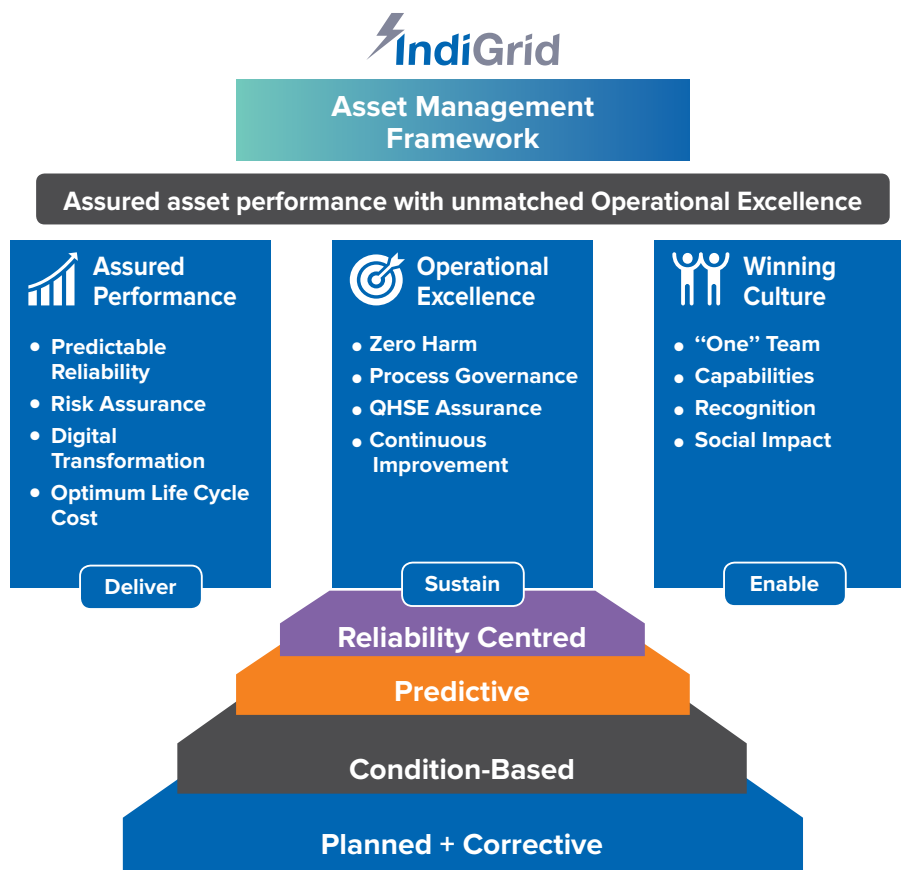 IndiGrid
Asset Management
Framework
Assured asset performance with unmatched Operational Excellence
Assured
Performance
• Predictable
Reliability
• Risk Assurance
• Digital
Transformation
• Optimum Life Cycle
Cost
Deliver
Operational
Excellence
• Zero Harm
• Process Governance
• QHSE Assurance
• Continuous
Improvement
Sustain
Winning
Culture
• “One” Team
• Capabilities
• Recognition
• Social Impact
Enable
Reliability Centred
Predictive
Condition-Based
Planned + Corrective